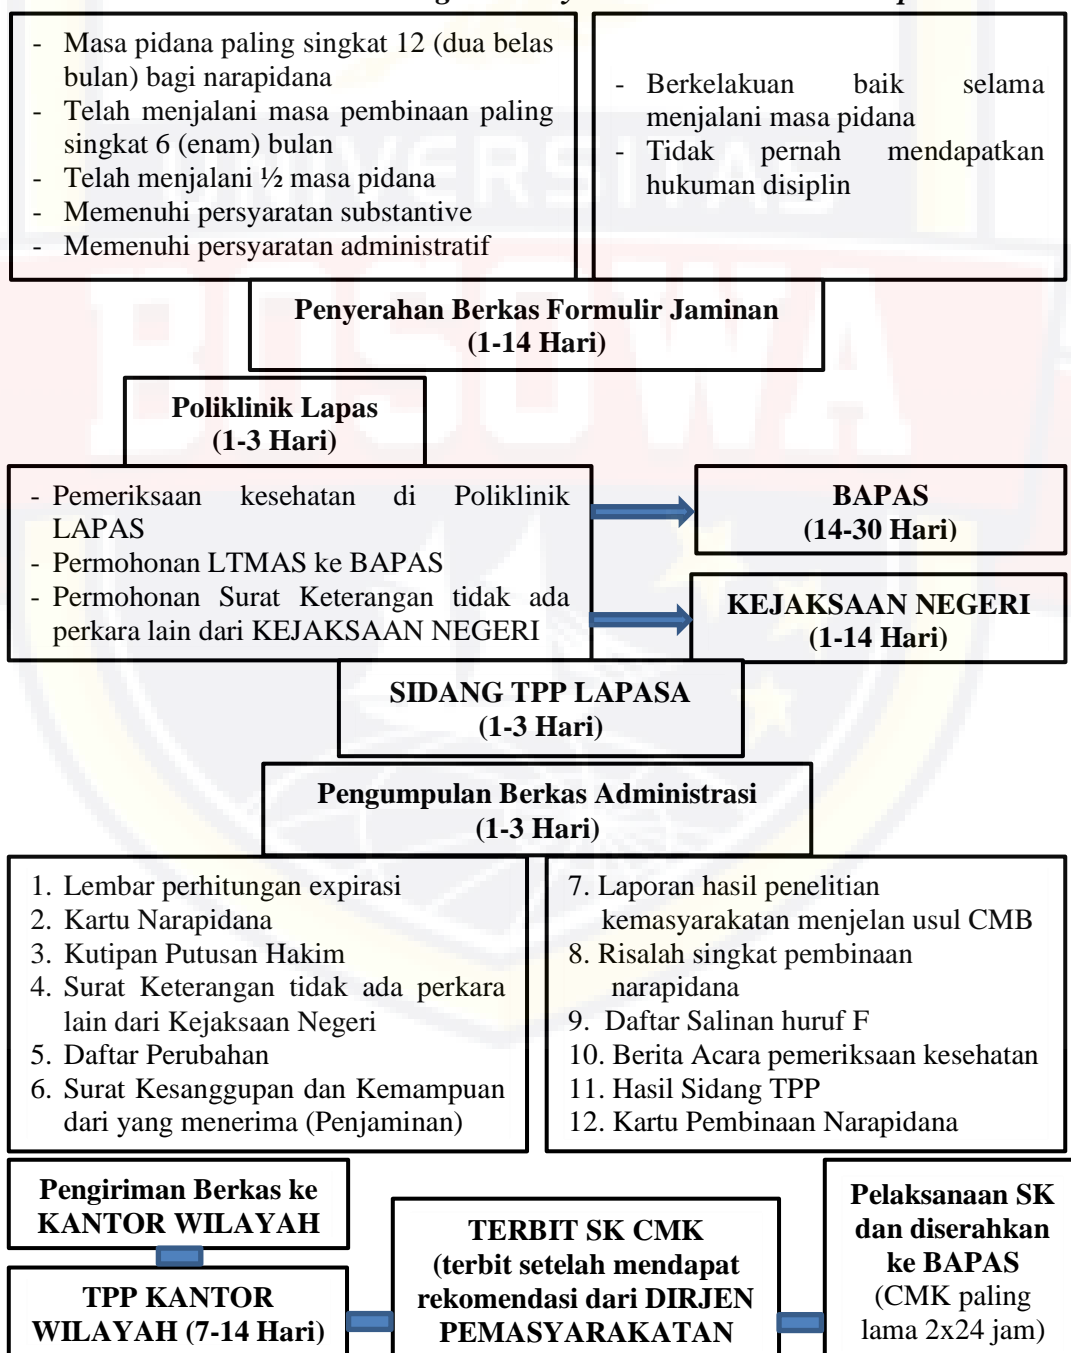 - Masa pidana paling singkat 12 (dua belas
bulan) bagi narapidana
- Telah menjalani masa pembinaan paling
singkat 6 (enam) bulan
- Telah menjalani ½ masa pidana
- Memenuhi persyaratan substantive
- Memenuhi persyaratan administratif
- Berkelakuan baik selama
menjalani masa pidana
- Tidak pernah mendapatkan
hukuman disiplin
Penyerahan Berkas Formulir Jaminan
(1-14 Hari)
Poliklinik Lapas
(1-3 Hari)
- Pemeriksaan kesehatan di Poliklinik
LAPAS
- Permohonan LTMAS ke BAPAS
- Permohonan Surat Keterangan tidak ada
perkara lain dari KEJAKSAAN NEGERI
BAPAS
(14-30 Hari)
KEJAKSAAN NEGERI
(1-14 Hari)
SIDANG TPP LAPASA
(1-3 Hari)
Pengumpulan Berkas Administrasi
(1-3 Hari)
1. Lembar perhitungan expirasi
2. Kartu Narapidana
3. Kutipan Putusan Hakim
4. Surat Keterangan tidak ada perkara
lain dari Kejaksaan Negeri
5. Daftar Perubahan
6. Surat Kesanggupan dan Kemampuan
dari yang menerima (Penjaminan)
7. Laporan hasil penelitian
kemasyarakatan menjelan usul CMB
8. Risalah singkat pembinaan
narapidana
9. Daftar Salinan huruf F
10. Berita Acara pemeriksaan kesehatan
11. Hasil Sidang TPP
12. Kartu Pembinaan Narapidana
Pengiriman Berkas ke
KANTOR WILAYAH
TPP KANTOR
WILAYAH (7-14 Hari)
TERBIT SK CMK
(terbit setelah mendapat
rekomendasi dari DIRJEN
PEMASYARAKATAN
Pelaksanaan SK
dan diserahkan
ke BAPAS
(CMK paling
lama 2x24 jam)
UNIVERSITAS
BOSOWA